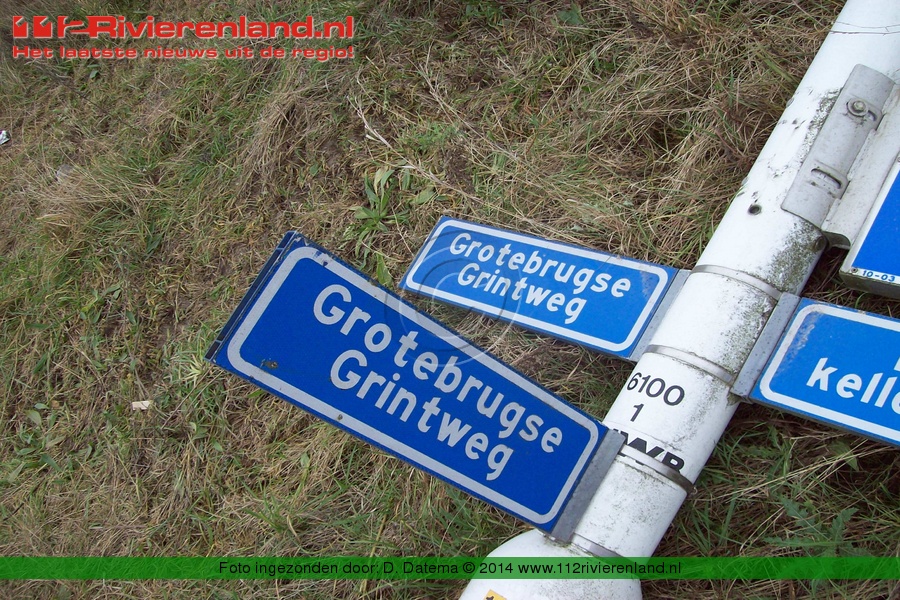 112-Rivierenland.nl
Het laatste nieuws uit de regio!
Grotebrugse
Grintweg
Grotebrugse
Grintweg
10-03
6100
1
Foto ingezonden door: D. Datema © 2014 www.112rivierenland.nl